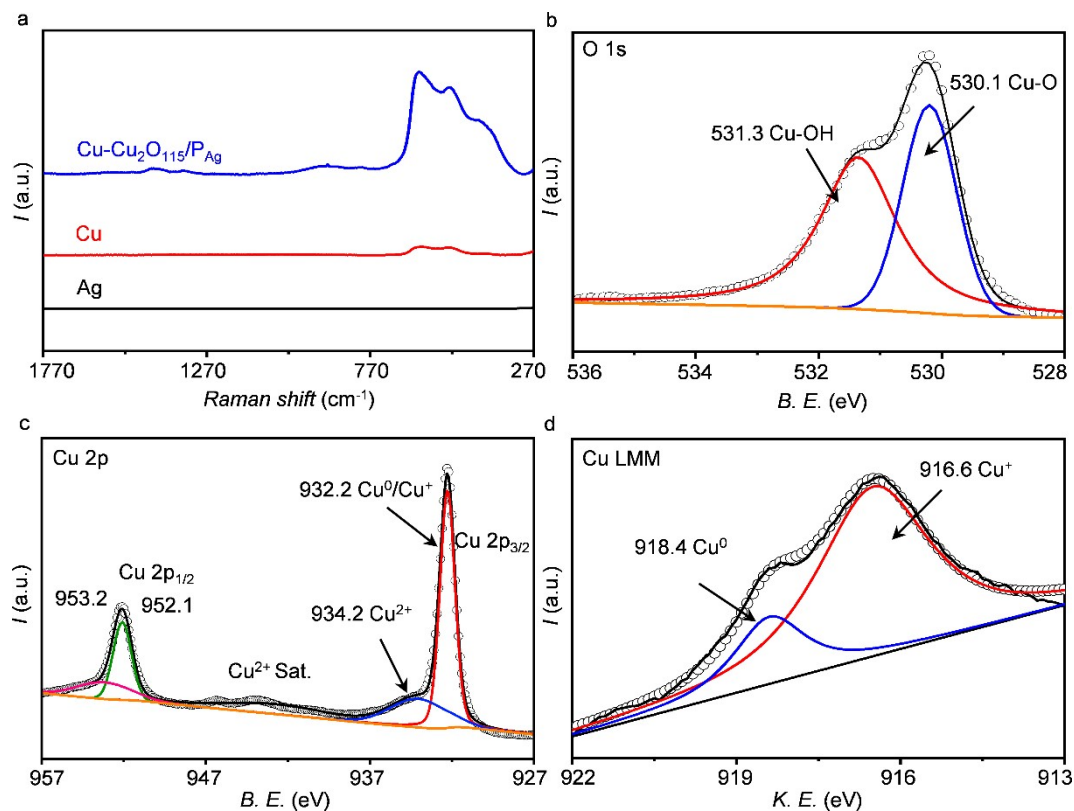 a
I (a.u.)
Cu-Cu₂O₁₁₅/P_Ag
Cu
Ag
1770 1270 770 270
Raman shift (cm⁻¹)
b
O 1s
I (a.u.)
530.1 Cu-O
531.3 Cu-OH
536 534 532 530 528
B. E. (eV)
c
Cu 2p
I (a.u.)
932.2 Cu⁰/Cu⁺
Cu 2p₃/₂
Cu 2p₁/₂
953.2 952.1
934.2 Cu²⁺
Cu²⁺ Sat.
957 947 937 927
B. E. (eV)
d
Cu LMM
I (a.u.)
916.6 Cu⁺
918.4 Cu⁰
922 919 916 913
K. E. (eV)